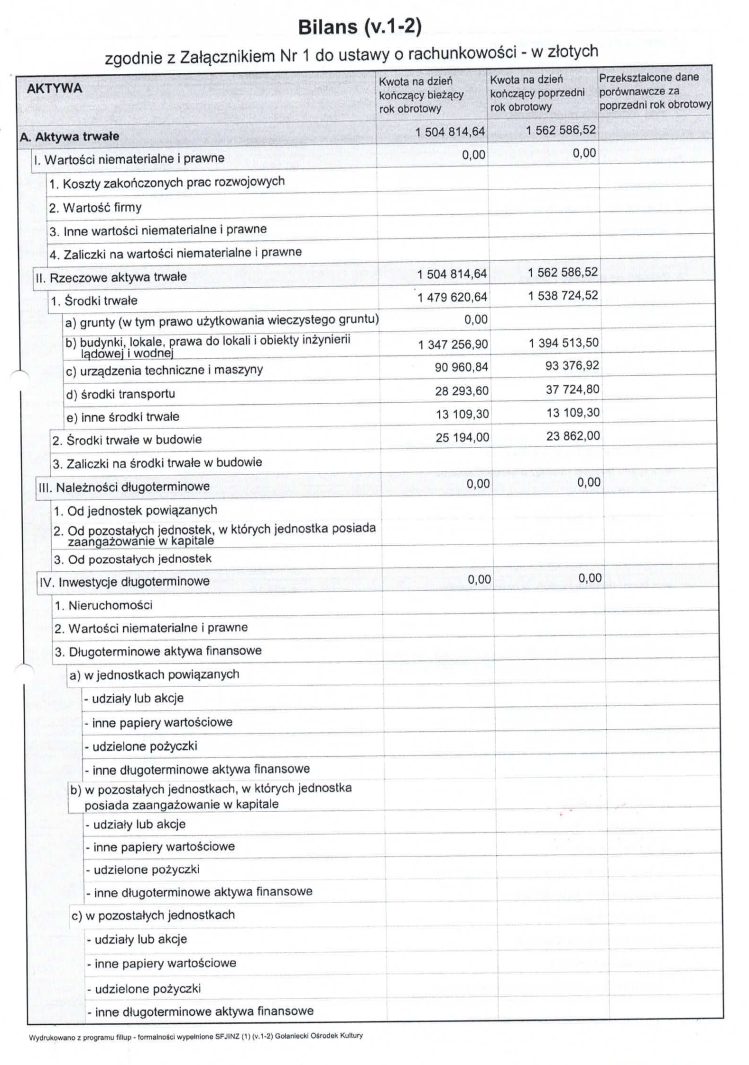 Bilans (v.1-2)
zgodnie z Załącznikiem Nr 1 do ustawy o rachunkowości - w złotych
AKTYWA
Kwota na dzień kończący bieżący rok obrotowy
Kwota na dzień kończący poprzedni rok obrotowy
Przekształcone dane porównawcze za poprzedni rok obrotowy
A. Aktywa trwałe 1 504 814,64 1 562 586,52
I. Wartości niematerialne i prawne 0,00 0,00
1. Koszty zakończonych prac rozwojowych
2. Wartość firmy
3. Inne wartości niematerialne i prawne
4. Zaliczki na wartości niematerialne i prawne
II. Rzeczowe aktywa trwałe 1 504 814,64 1 562 586,52
1. Środki trwałe 1 479 620,64 1 538 724,52
a) grunty (w tym prawo użytkowania wieczystego gruntu) 0,00
b) budynki, lokale, prawa do lokali i obiekty inżynierii
lądowej i wodnej 1 347 256,90 1 394 513,50
c) urządzenia techniczne i maszyny 90 960,84 93 376,92
d) środki transportu 28 293,60 37 724,80
e) inne środki trwałe 13 109,30 13 109,30
2. Środki trwałe w budowie 25 194,00 23 862,00
3. Zaliczki na środki trwałe w budowie
III. Należności długoterminowe 0,00 0,00
1. Od jednostek powiązanych
2. Od pozostałych jednostek, w których jednostka posiada
zaangażowanie w kapitale
3. Od pozostałych jednostek
IV. Inwestycje długoterminowe 0,00 0,00
1. Nieruchomości
2. Wartości niematerialne i prawne
3. Długoterminowe aktywa finansowe
a) w jednostkach powiązanych
- udziały lub akcje
- inne papiery wartościowe
- udzielone pożyczki
- inne długoterminowe aktywa finansowe
b) w pozostałych jednostkach, w których jednostka
posiada zaangażowanie w kapitale
- udziały lub akcje
- inne papiery wartościowe
- udzielone pożyczki
- inne długoterminowe aktywa finansowe
c) w pozostałych jednostkach
- udziały lub akcje
- inne papiery wartościowe
- udzielone pożyczki
- inne długoterminowe aktywa finansowe
Wydrukowano z programu fillup - formalności wypełnione SFJINZ (1) (v.1-2) Gołaniecki Ośrodek Kultury